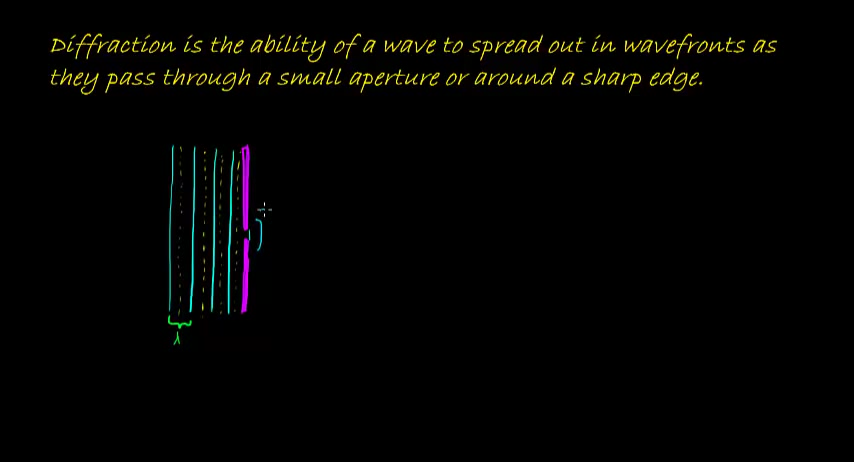 Diffraction is the ability of a wave to spread out in wavefronts as
they pass through a small aperture or around a sharp edge.
λ